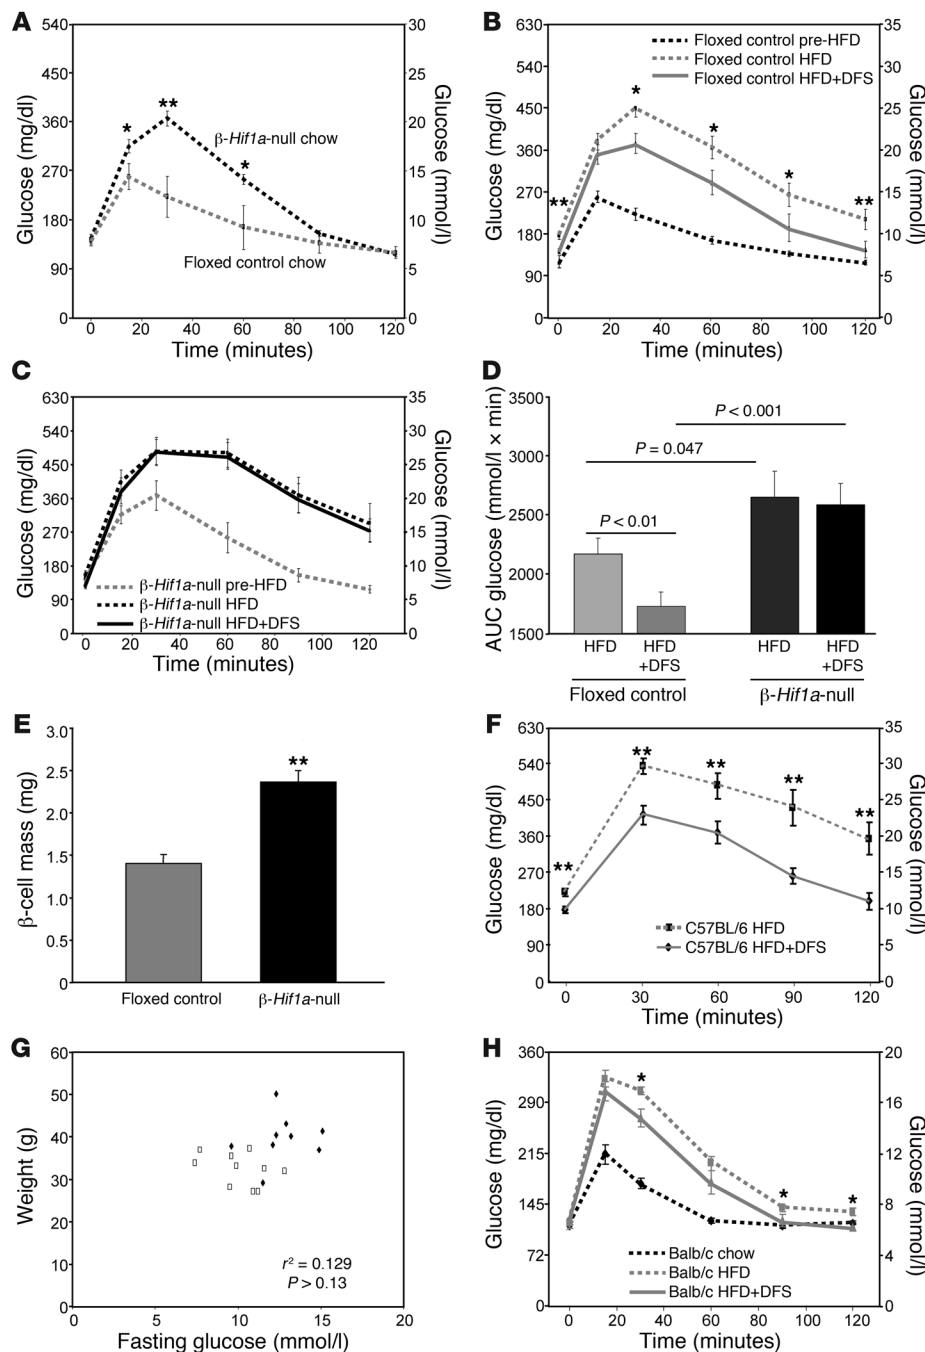 A
540
450
360
270
180
90
0
Glucose (mg/dl)
30
25
20
15
10
5
0
Glucose (mmol/l)
*
**
*
β-Hif1a-null chow
Floxed control chow
0 20 40 60 80 100 120
Time (minutes)
B
630
540
450
360
270
180
90
0
Glucose (mg/dl)
35
30
25
20
15
10
5
0
Glucose (mmol/l)
Floxed control pre-HFD
Floxed control HFD
Floxed control HFD+DFS
**
*
*
*
**
0 20 40 60 80 100 120
Time (minutes)
C
630
540
450
360
270
180
90
0
Glucose (mg/dl)
35
30
25
20
15
10
5
0
Glucose (mmol/l)
β-Hif1a-null pre-HFD
β-Hif1a-null HFD
β-Hif1a-null HFD+DFS
0 20 40 60 80 100 120
Time (minutes)
D
3500
3000
2500
2000
1500
AUC glucose (mmol/l × min)
P < 0.001
P = 0.047
P < 0.01
HFD HFD HFD HFD
+DFS +DFS
Floxed control β-Hif1a-null
E
3.0
2.5
1.5
1.0
0.5
0
β-cell mass (mg)
**
Floxed control β-Hif1a-null
F
630
540
450
360
270
180
90
0
Glucose (mg/dl)
35
30
25
20
15
10
5
0
Glucose (mmol/l)
**
**
**
**
**
C57BL/6 HFD
C57BL/6 HFD+DFS
0 30 60 90 120
Time (minutes)
G
60
50
40
30
20
10
0
Weight (g)
r² = 0.129
P > 0.13
0 5 10 15 20
Fasting glucose (mmol/l)
H
360
290
215
145
72
0
Glucose (mg/dl)
20
16
12
8
4
0
Glucose (mmol/l)
*
*
*
Balb/c chow
Balb/c HFD
Balb/c HFD+DFS
0 20 40 60 80 100 120
Time (minutes)